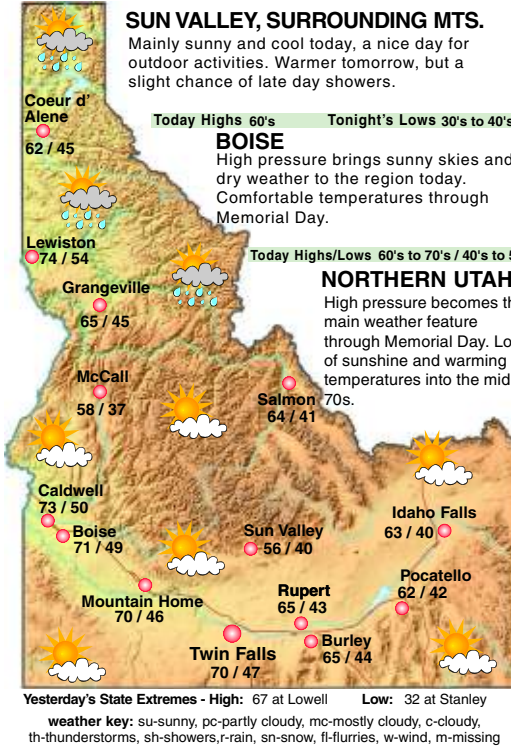 SUN VALLEY, SURROUNDING MTS.
Mainly sunny and cool today, a nice day for
outdoor activities. Warmer tomorrow, but a
slight chance of late day showers.
Today Highs 60's Tonight's Lows 30's to 40's
BOISE
High pressure brings sunny skies and
dry weather to the region today.
Comfortable temperatures through
Memorial Day.
Today Highs/Lows 60's to 70's / 40's to
NORTHERN UTAH
High pressure becomes
main weather feature
through Memorial Day.
of sunshine and warming
temperatures into the mid
70s.
Coeur d'
Alene
62 / 45
Lewiston
74 / 54
Grangeville
65 / 45
McCall
58 / 37
Salmon
64 / 41
Caldwell
73 / 50
Boise
71 / 49
Sun Valley
56 / 40
Idaho Falls
63 / 40
Mountain Home
70 / 46
Rupert
65 / 43
Pocatello
62 / 42
Twin Falls
70 / 47
Burley
65 / 44
Yesterday's State Extremes - High: 67 at Lowell Low: 32 at Stanley
weather key: su-sunny, pc-partly cloudy, mc-mostly cloudy, c-cloudy,
th-thunderstorms, sh-showers,r-rain, sn-snow, fl-flurries, w-wind, m-missing